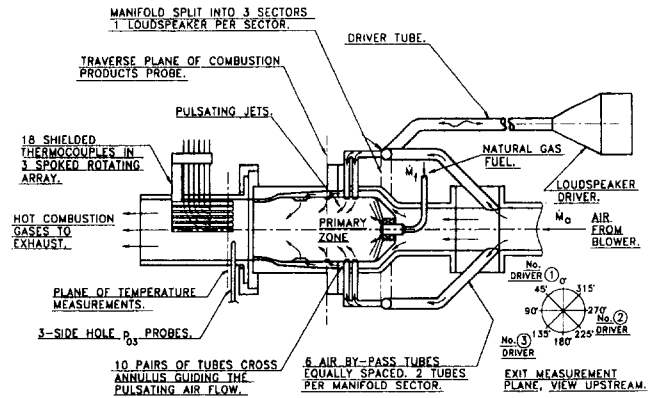 MANIFOLD SPLIT INTO 3 SECTORS
1 LOUDSPEAKER PER SECTOR.
DRIVER TUBE.
TRAVERSE PLANE OF COMBUSTION
PRODUCTS PROBE.
PULSATING JETS.
18 SHIELDED
THERMOCOUPLES IN
3 SPOKED ROTATING
ARRAY.
NATURAL GAS
FUEL.
Ṁf
LOUDSPEAKER
DRIVER.
HOT COMBUSTION
GASES TO
EXHAUST.
PRIMARY
ZONE
Ṁa
AIR
FROM
BLOWER.
PLANE OF TEMPERATURE
MEASUREMENTS.
3-SIDE HOLE p03 PROBES.
10 PAIRS OF TUBES CROSS
ANNULUS GUIDING THE
PULSATING AIR FLOW.
6 AIR BY-PASS TUBES
EQUALLY SPACED. 2 TUBES
PER MANIFOLD SECTOR.
No.
DRIVER ① 0°
45° 315°
90° 270°
No. ②
DRIVER
135° 225°
180°
No. ③
DRIVER
EXIT MEASUREMENT
PLANE, VIEW UPSTREAM.